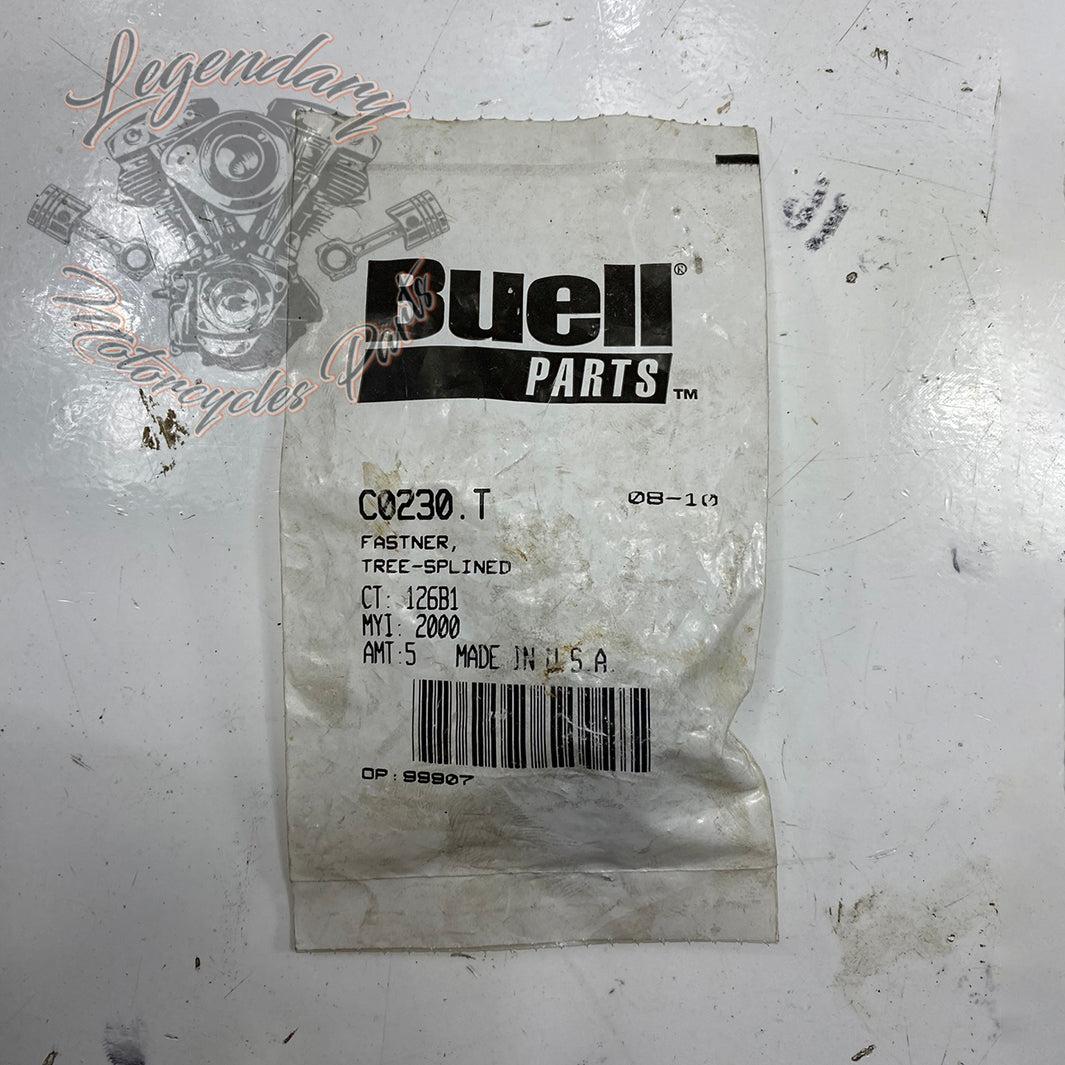 Legendary
Motorcycles Parts
Buell®
PARTS™
C0230.T 08-10
FASTNER,
TREE-SPLINED
CT: 126B1
MYI: 2000
AMT:5 MADE IN U.S.A.
OP:99907